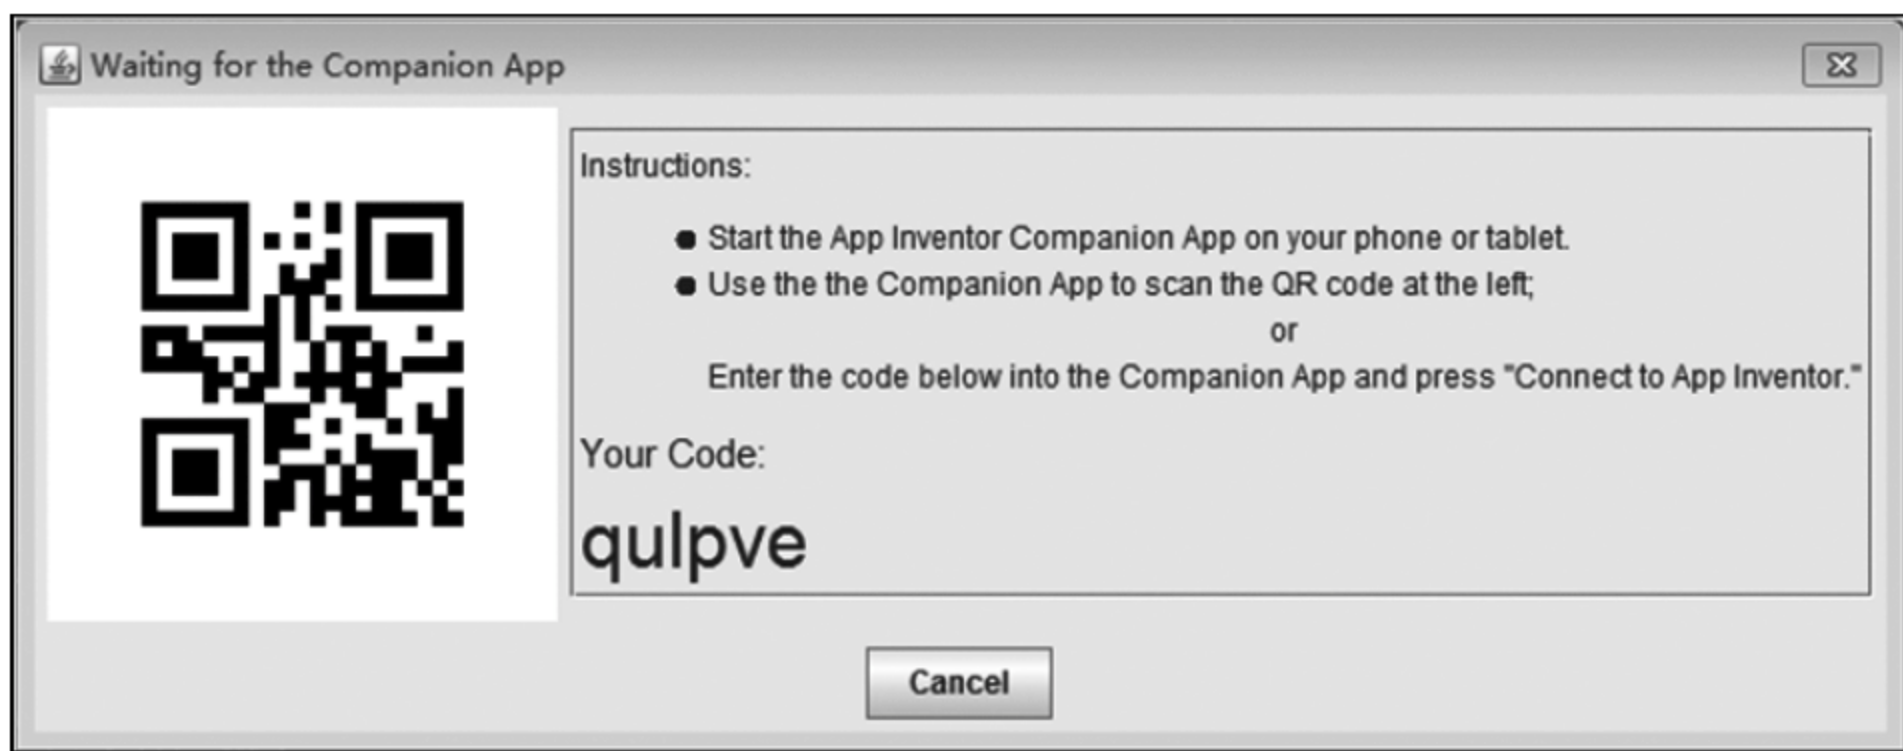 Waiting for the Companion App
Instructions:
Start the App Inventor Companion App on your phone or tablet.
Use the the Companion App to scan the QR code at the left;
or
Enter the code below into the Companion App and press "Connect to App Inventor."
Your Code:
qulpve
Cancel